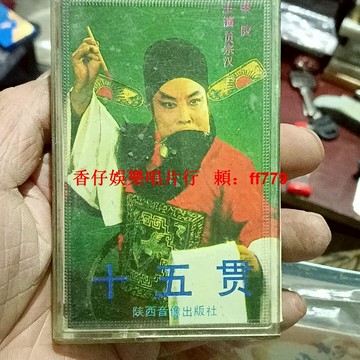 秦腔
主演贠宗汉
香仔娛樂唱片行 賴：ff778
十五贯
陕西音像出版社